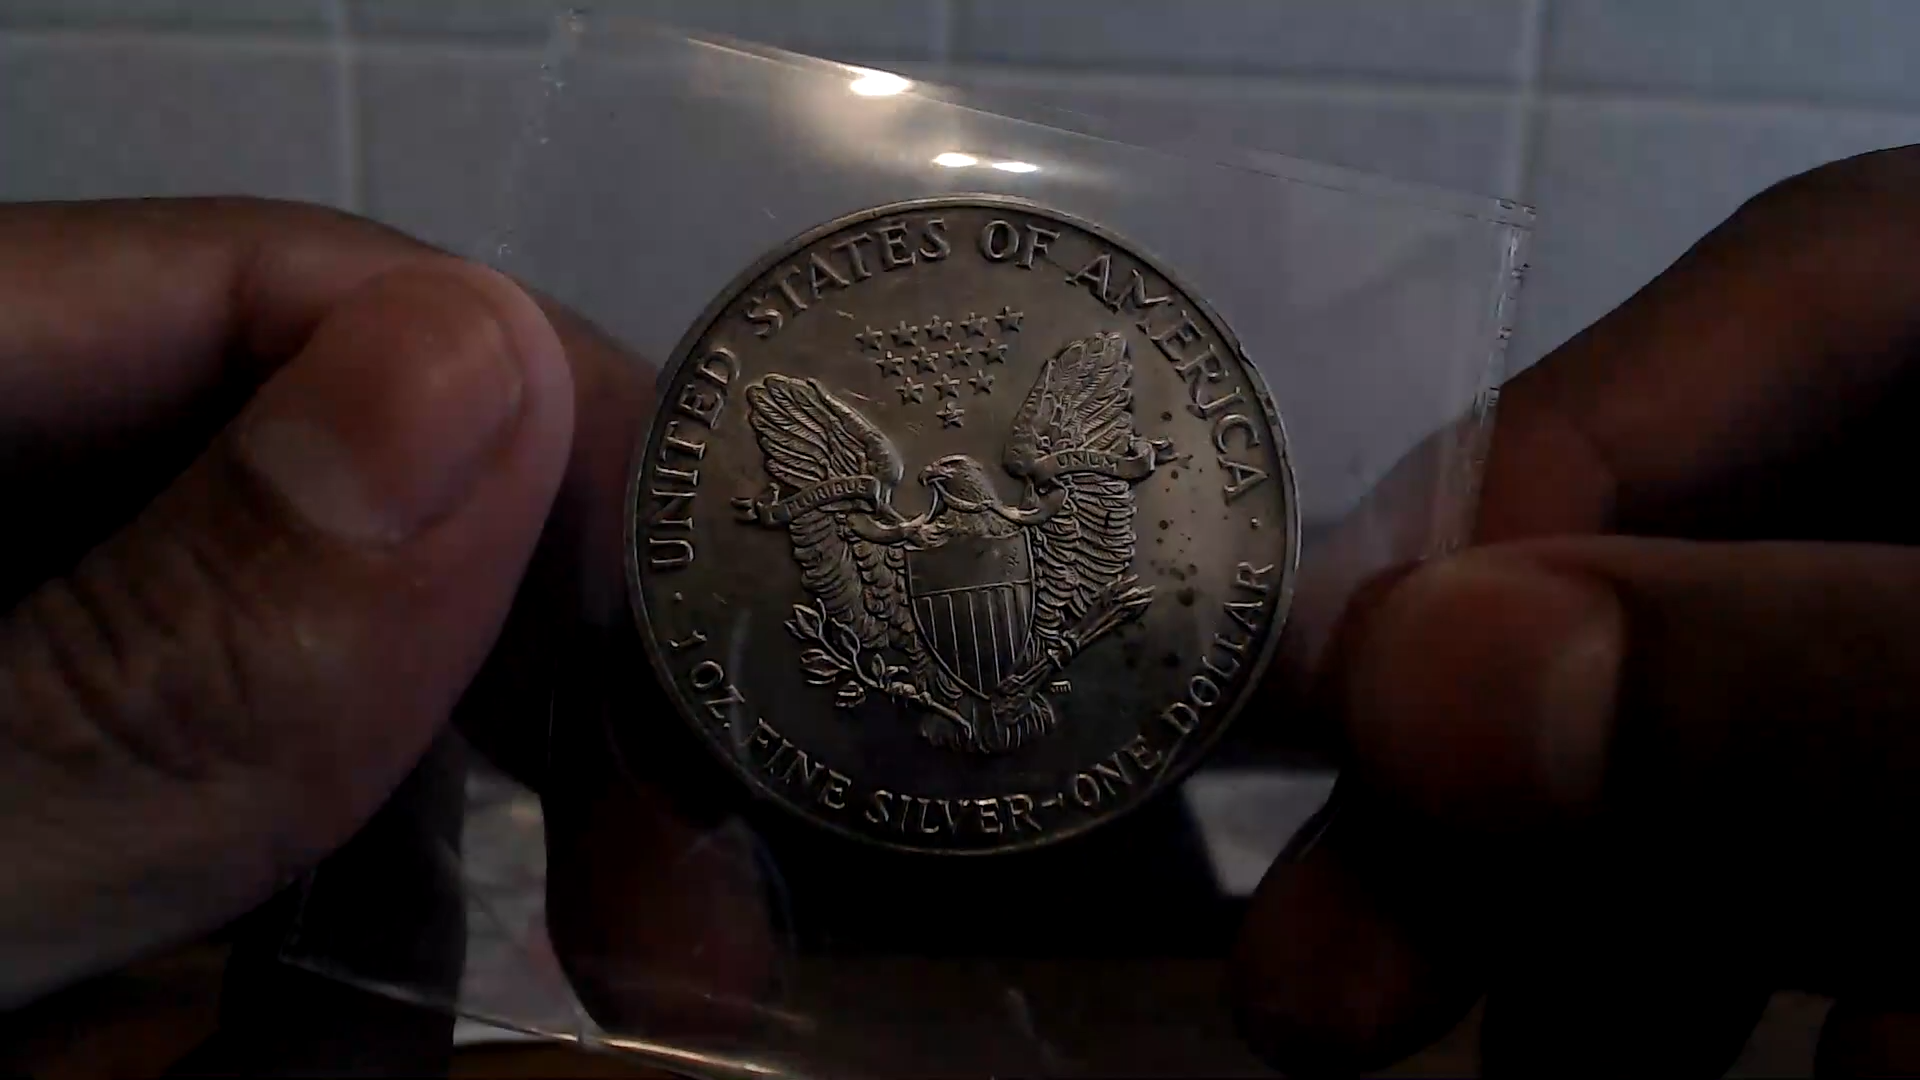 UNITED STATES OF AMERICA
PLURIBUS
UNUM
1 OZ. FINE SILVER~ONE DOLLAR